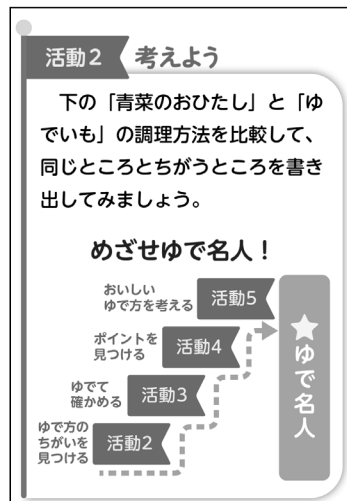 活動2 考えよう
下の「青菜のおひたし」と「ゆ
でいも」の調理方法を比較して、
同じところとちがうところを書き
出してみましょう。
めざせゆで名人!
おいしい
ゆで方を考える
活動5
ポイントを
見つける
活動4
ゆでて
確かめる
活動3
ゆで方の
ちがいを
見つける
活動2
ゆで名人